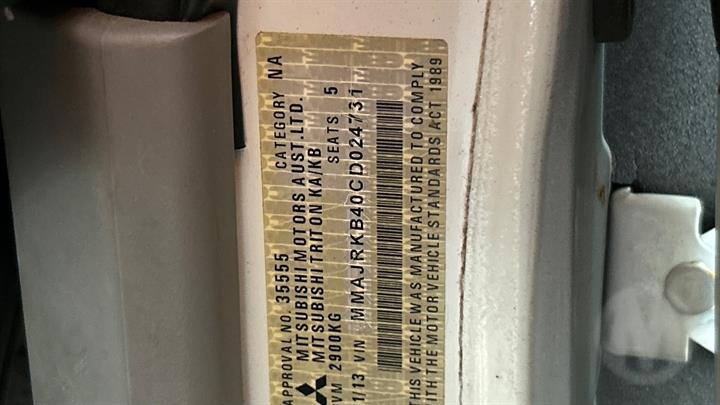 APPROVAL NO. 35555 CATEGORY NA
MITSUBISHI MOTORS AUST.LTD.
MITSUBISHI TRITON KA/KB
VM 2900KG SEATS 5
1/13 VIN MMAJRKB40CD024731
THIS VEHICLE WAS MANUFACTURED TO COMPLY
WITH THE MOTOR VEHICLE STANDARDS ACT 1989